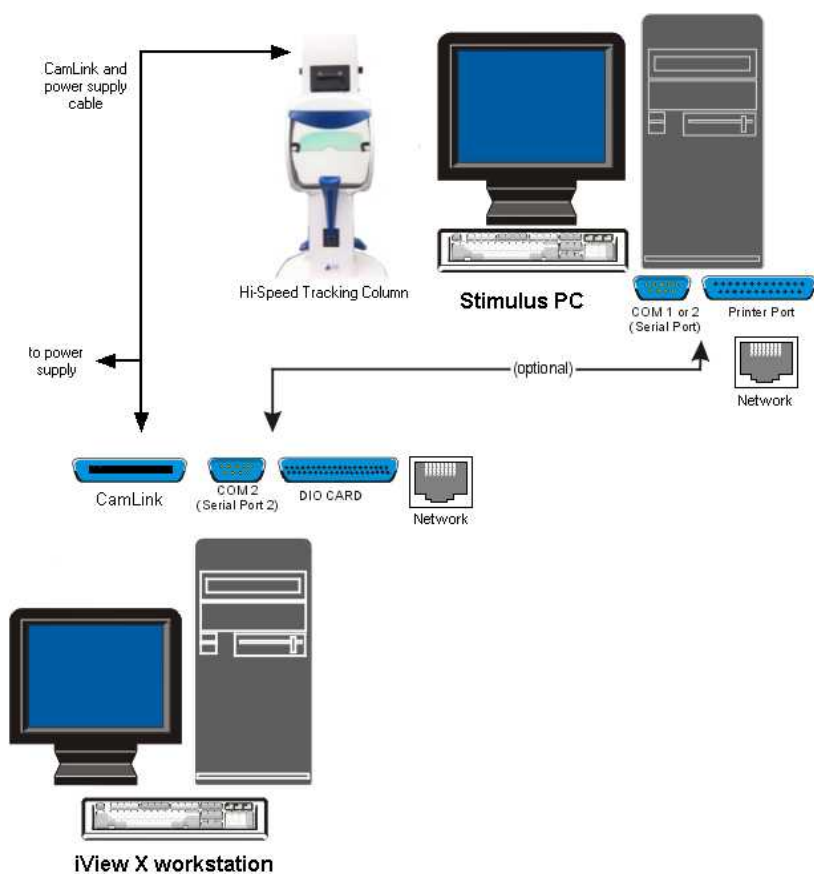 CamLink and
power supply
cable
Hi-Speed Tracking Column
Stimulus PC
COM 1 or 2
(Serial Port)
Printer Port
to power
supply
(optional)
Network
CamLink
COM 2
(Serial Port 2)
DIO CARD
Network
iView X workstation